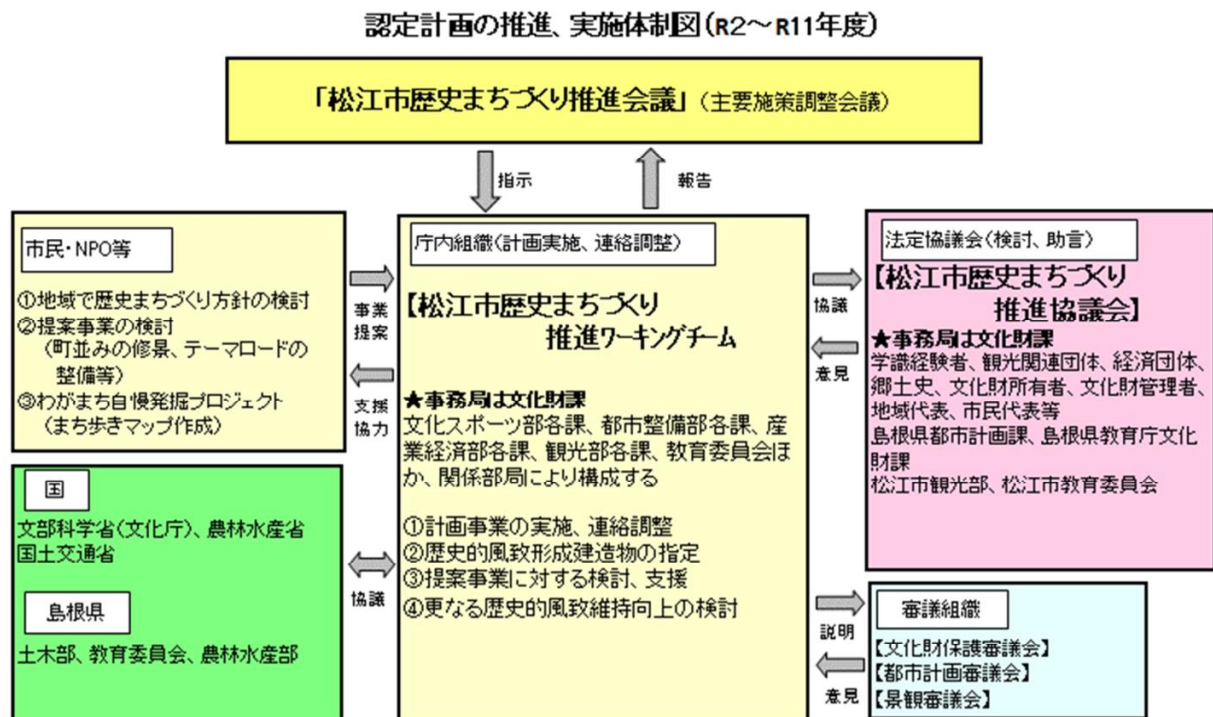 認定計画の推進、実施体制図(R2～R11年度)
「松江市歴史まちづくり推進会議」(主要施策調整会議)
指示
報告
市民・NPO等
①地域で歴史まちづくり方針の検討
②提案事業の検討
(町並みの修景、テーマロードの
整備等)
③わがまち自慢発掘プロジェクト
(まち歩きマップ作成)
事業
提案
支援
協力
国
文部科学省(文化庁)、農林水産省
国土交通省
島根県
土木部、教育委員会、農林水産部
協議
庁内組織(計画実施、連絡調整)
【松江市歴史まちづくり
推進ワーキングチーム
★事務局は文化財課
文化スポーツ部各課、都市整備部各課、産
業経済部各課、観光部各課、教育委員会ほ
か、関係部局により構成する
①計画事業の実施、連絡調整
②歴史的風致形成建造物の指定
③提案事業に対する検討、支援
④更なる歴史的風致維持向上の検討
協議
意見
法定協議会(検討、助言)
【松江市歴史まちづくり
推進協議会】
★事務局は文化財課
学識経験者、観光関連団体、経済団体、
郷土史、文化財所有者、文化財管理者、
地域代表、市民代表等
島根県都市計画課、島根県教育庁文化
財課
松江市観光部、松江市教育委員会
説明
意見
審議組織
【文化財保護審議会】
【都市計画審議会】
【景観審議会】